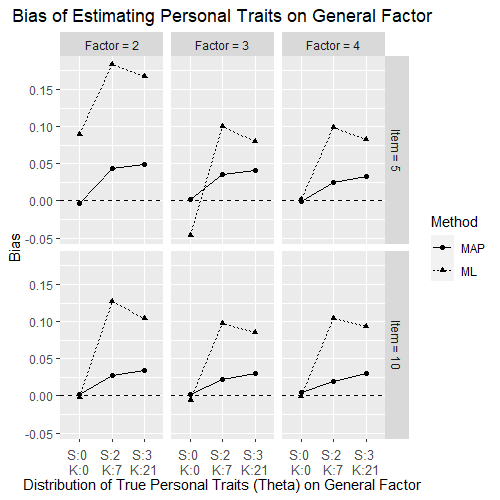 Bias of Estimating Personal Traits on General Factor
Factor = 2
Factor = 3
Factor = 4
0.15
0.10
0.05
0.00
-0.05
Item = 5
0.15
0.10
0.05
0.00
-0.05
Item = 10
Bias
S:0 S:2 S:3 S:0 S:2 S:3 S:0 S:2 S:3
K:0 K:7 K:21 K:0 K:7 K:21 K:0 K:7 K:21
Distribution of True Personal Traits (Theta) on General Factor
Method
MAP
ML